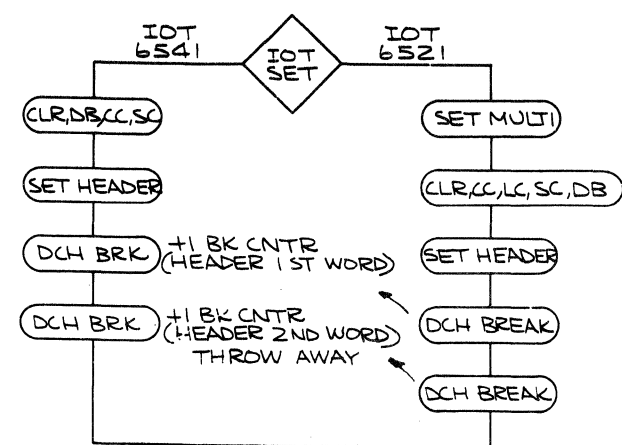 IOT
6541
IOT
SET
IOT
6521
CLR,DB,CC,SC
SET HEADER
DCH BRK
+1 BK CNTR
(HEADER 1ST WORD)
DCH BRK
+1 BK CNTR
(HEADER 2ND WORD)
THROW AWAY
SET MULTI
CLR,CC,LC,SC,DB
SET HEADER
DCH BREAK
DCH BREAK